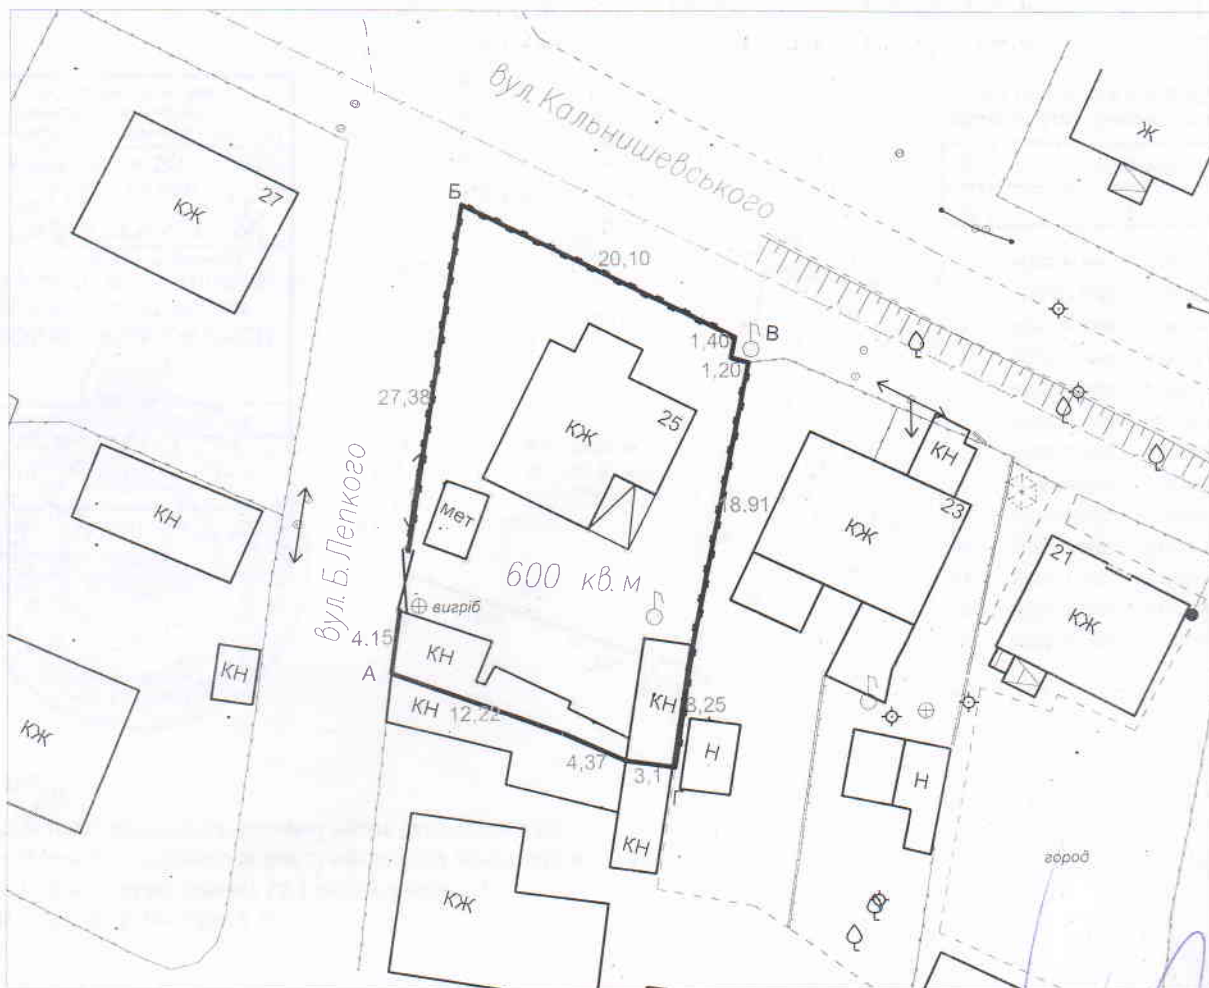 вул. Кальнишевського
Ж
КЖ
27
Б
20,10
В
1,40
1,20
27,38
КЖ
25
мет
18.91
КН
КЖ
23
21
КЖ
КН
вул. Б. Лепкого
600 кв. м
вигріб
4.15
А
КН
КН
КН
12,22
КН
8,25
4,37
3,1
Н
Н
КЖ
КН
КЖ
город